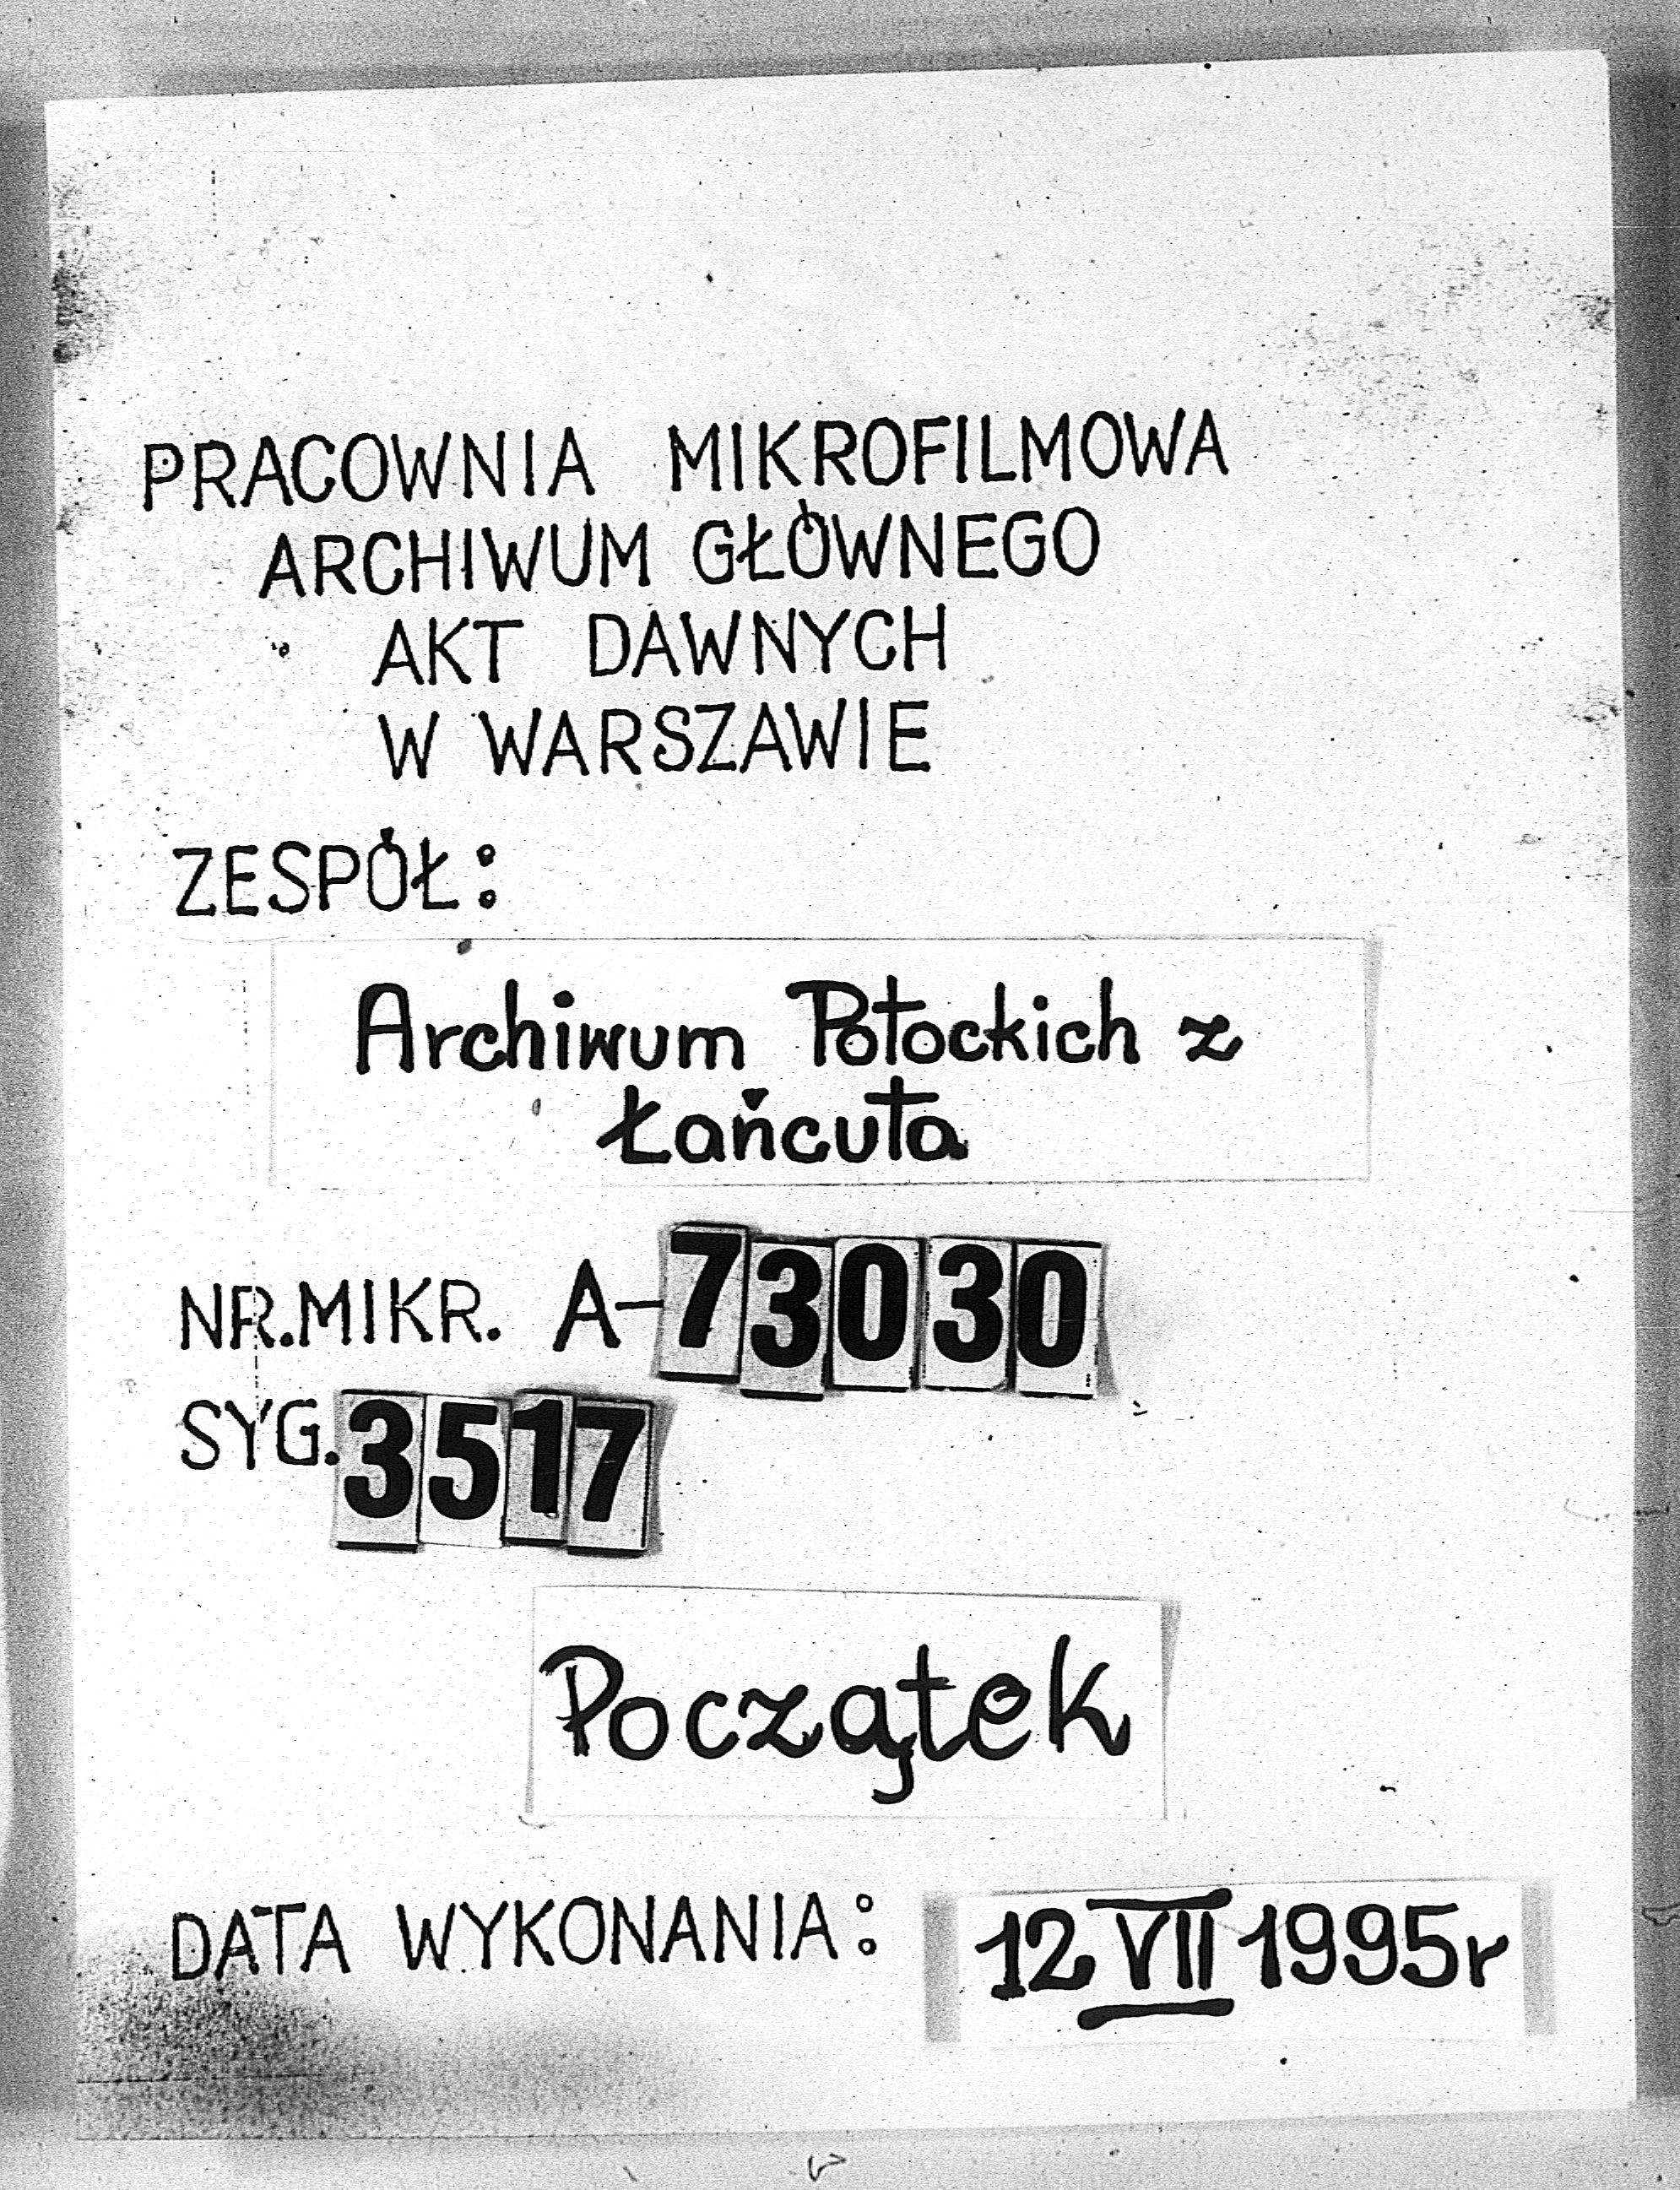 PRACOWNIA MIKROFILMOWA
ARCHIWUM GŁÓWNEGO
AKT DAWNYCH
W WARSZAWIE
ZESPÓŁ:
Archiwum Potockich z
Łańcuta
NR.MIKR. A-73030
SYG.3517
Początek
DATA WYKONANIA: 12 VII 1995r